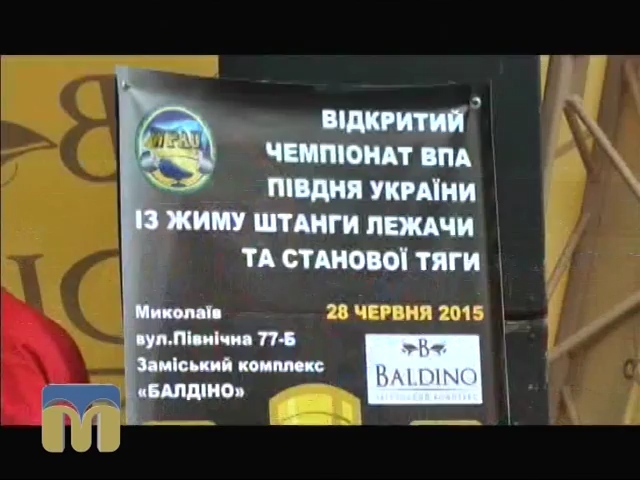 WPAU
ВІДКРИТИЙ
ЧЕМПІОНАТ ВПА
ПІВДНЯ УКРАЇНИ
ІЗ ЖИМУ ШТАНГИ ЛЕЖАЧИ
ТА СТАНОВОЇ ТЯГИ
Миколаїв
28 ЧЕРВНЯ 2015
вул.Північна 77-Б
Заміський комплекс
«БАЛДІНО»
B
BALDINO
М